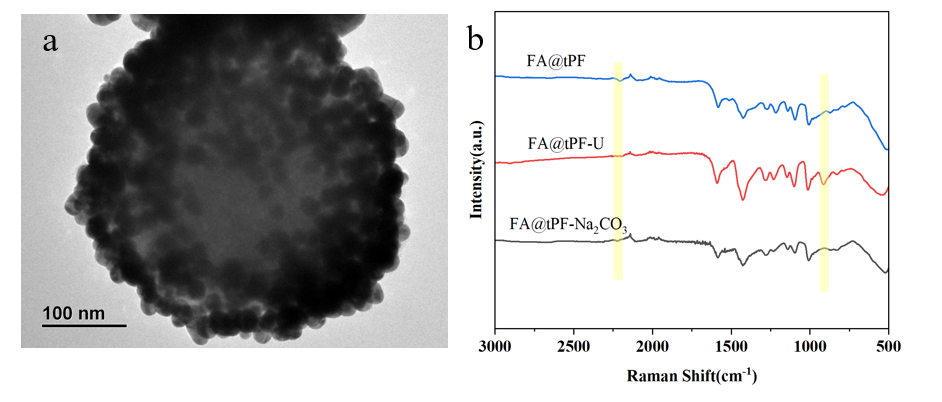 a
100 nm
b
FA@tPF
FA@tPF-U
FA@tPF-Na₂CO₃
Intensity(a.u.)
3000 2500 2000 1500 1000 500
Raman Shift(cm⁻¹)